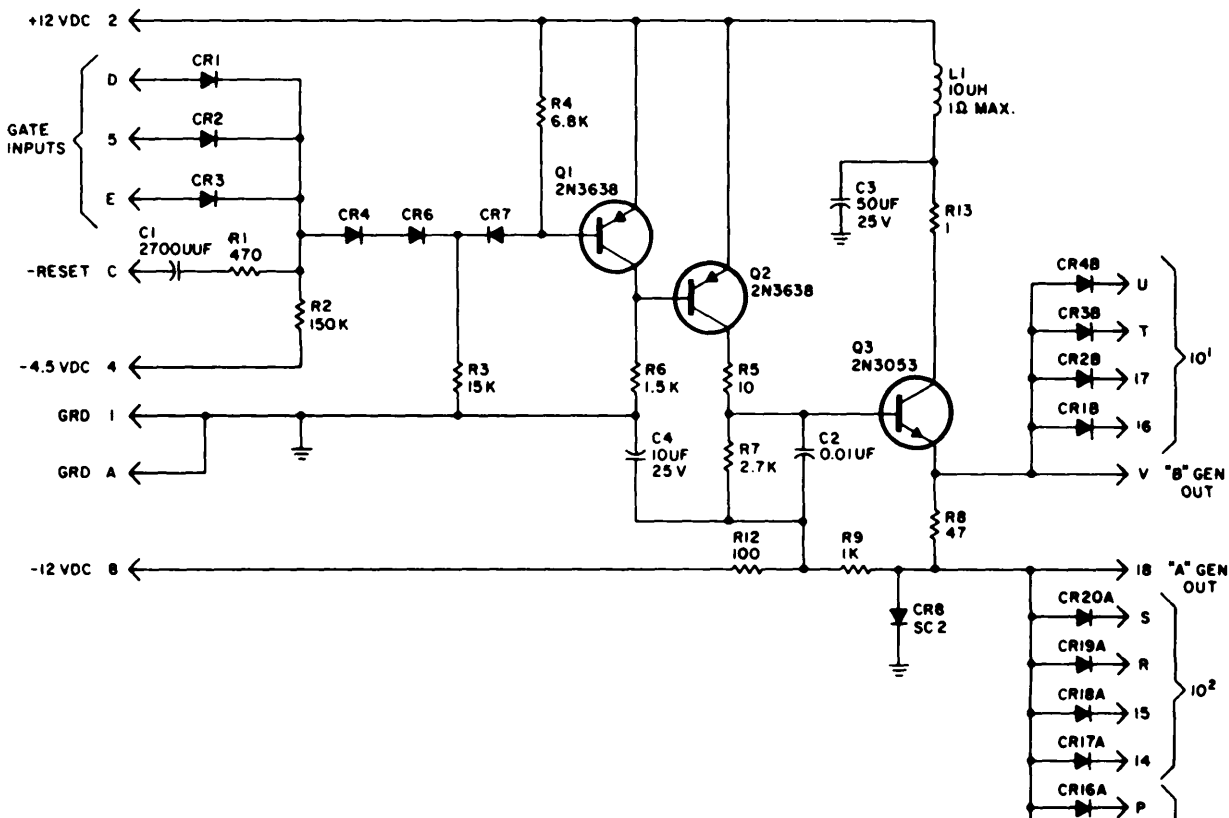 +12 VDC 2
CR1
D
CR2
GATE INPUTS
5
CR3
E
C1
2700UUF
R1
470
-RESET C
CR4
CR6
CR7
R2
150K
-4.5 VDC 4
R3
15K
GRD 1
GRD A
R4
6.8K
Q1
2N3638
Q2
2N3638
R6
1.5K
R5
10
C4
10UF
25V
R7
2.7K
C2
0.01UF
L1
10UH
1Ω MAX.
C3
50UF
25V
R13
1
Q3
2N3053
CR4B
U
CR3B
T
CR2B
17
CR1B
16
10¹
V "B" GEN
OUT
R8
47
-12 VDC B
R12
100
R9
1K
CR8
SC2
18 "A" GEN
OUT
CR20A
S
CR19A
R
CR18A
15
CR17A
14
10²
CR16A
P